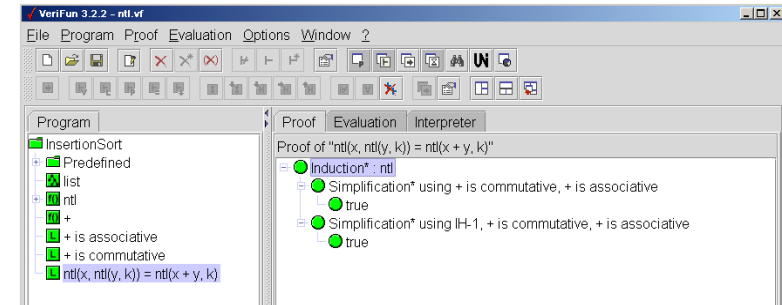 VeriFun 3.2.2 - ntl.vf
File Program Proof Evaluation Options Window ?
Program
InsertionSort
Predefined
list
f() ntl
f() +
L + is associative
L + is commutative
L ntl(x, ntl(y, k)) = ntl(x + y, k)
Proof Evaluation Interpreter
Proof of "ntl(x, ntl(y, k)) = ntl(x + y, k)"
Induction* : ntl
Simplification* using + is commutative, + is associative
true
Simplification* using IH-1, + is commutative, + is associative
true